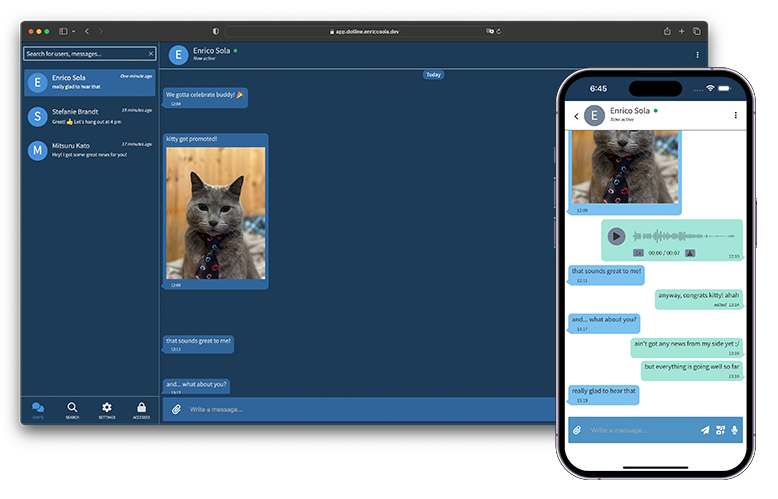 app.dotline.enricosola.dev
Search for users, messages...
Enrico Sola
One minute ago
really glad to hear that
Stefanie Brandt
15 minutes ago
Great! 👍 Let's hang out at 4 pm
Mitsuru Kato
17 minutes ago
Hey! I got some great news for you!
CHATS
SEARCH
SETTINGS
ACCESSES
Enrico Sola
Now active
Today
We gotta celebrate buddy! 🎉
12:04
kitty got promoted!
12:09
that sounds great to me!
13:11
and... what about you?
13:17
Write a message...
6:45
Enrico Sola
Now active
12:09
1x
00:00 / 00:07
13:10
that sounds great to me!
13:11
anyway, congrats kitty! ahah
edited
13:14
and... what about you?
13:17
ain't got any news from my side yet :/
13:18
but everything is going well so far
13:18
really glad to hear that
13:19
Write a message...